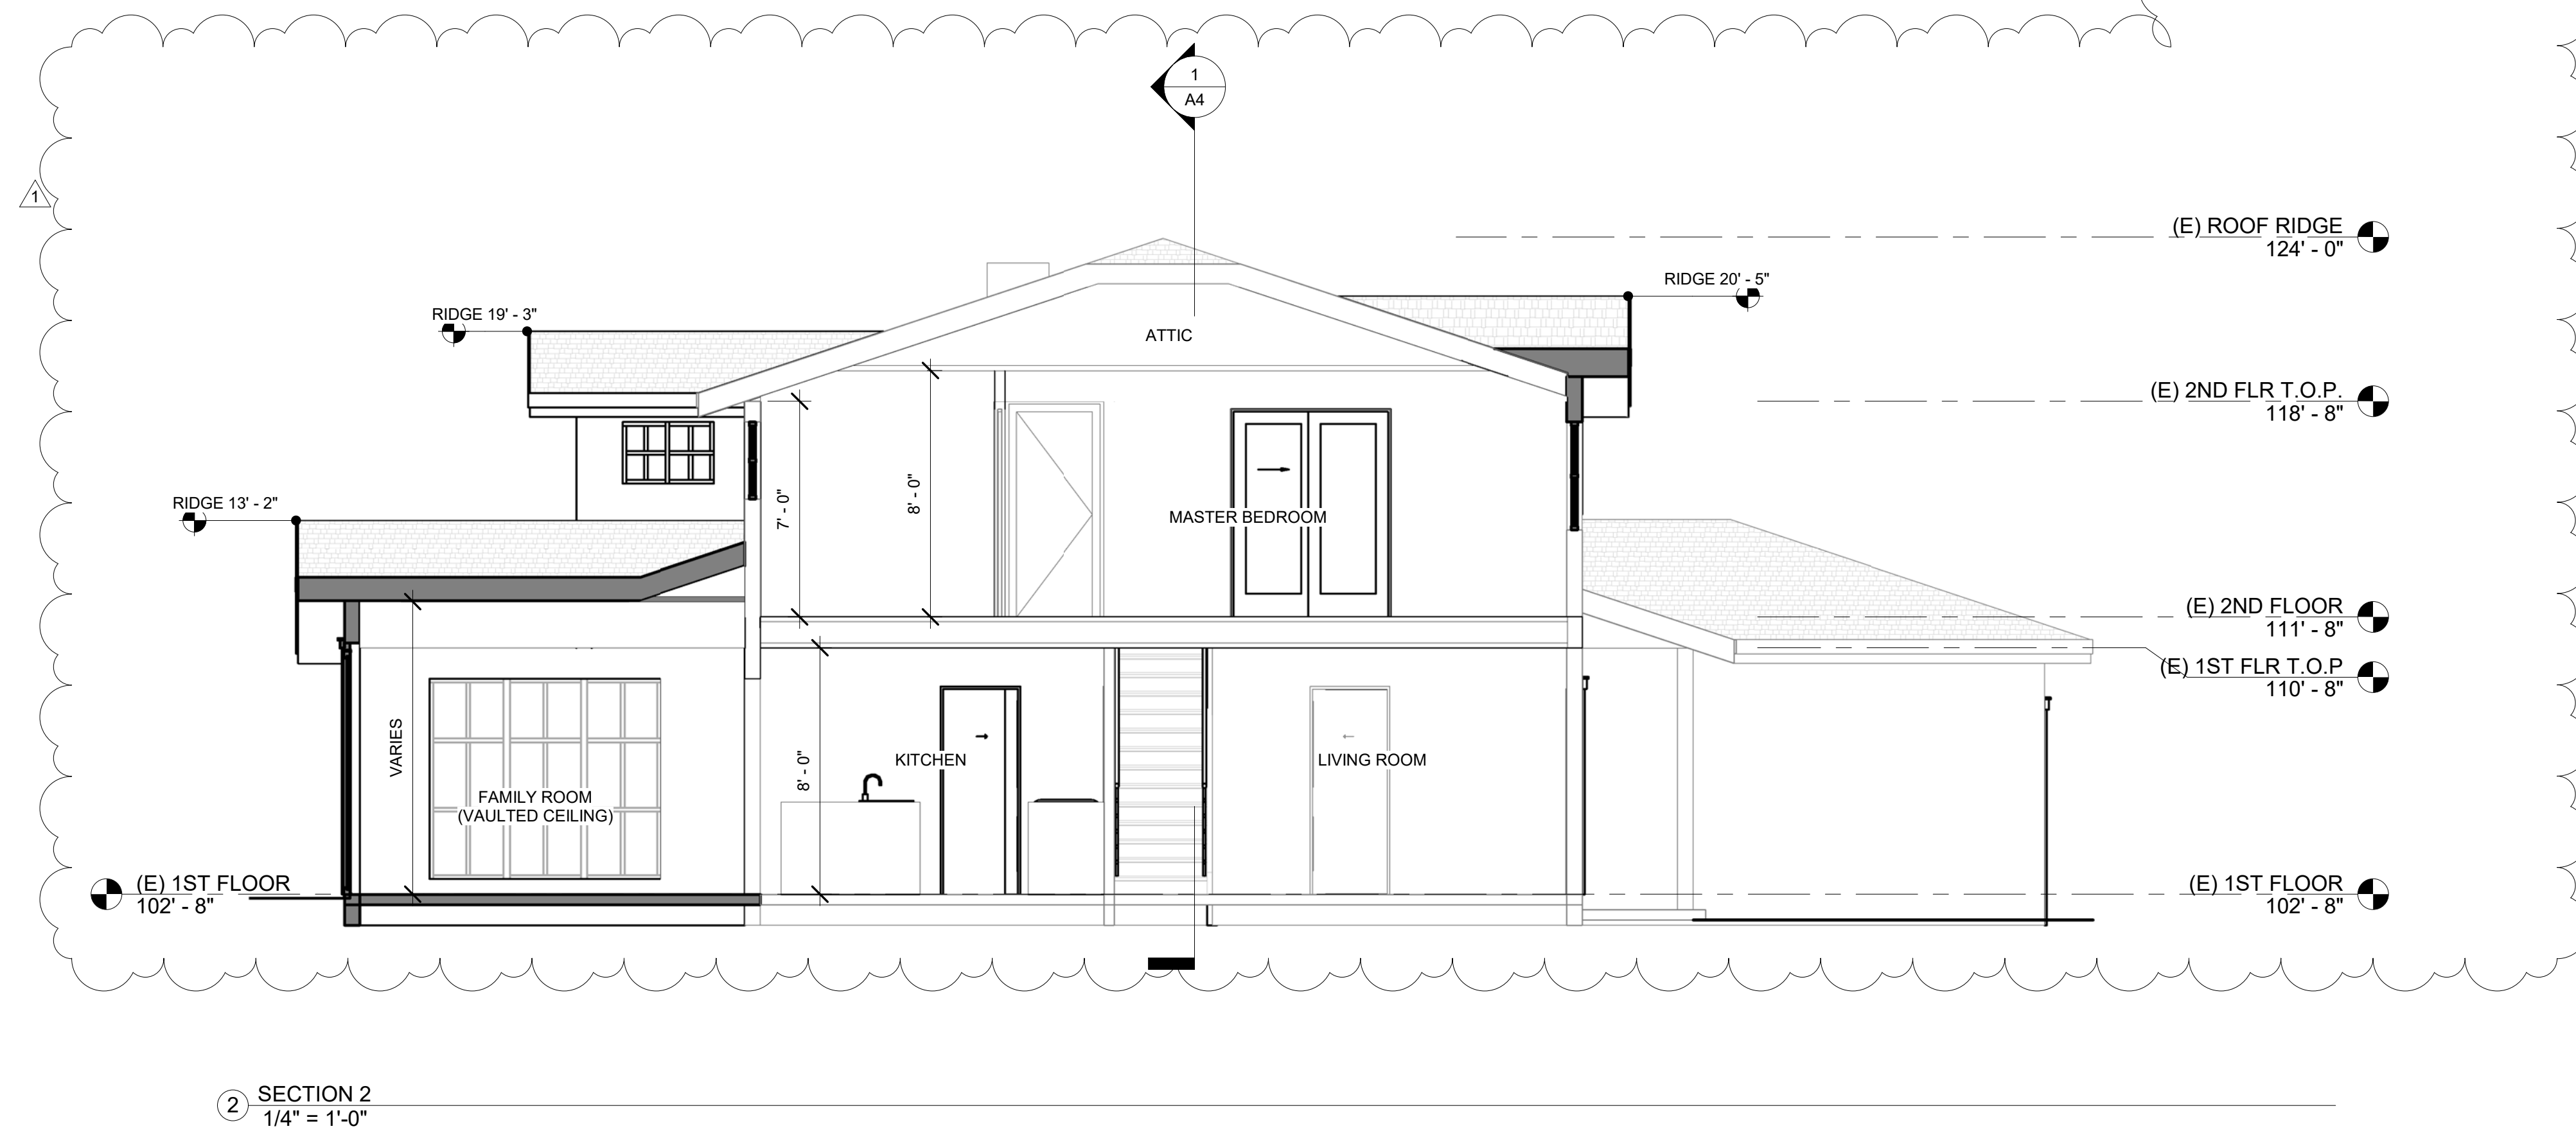 1
A4
1
(E) ROOF RIDGE
124' - 0"
RIDGE 20' - 5"
RIDGE 19' - 3"
ATTIC
(E) 2ND FLR T.O.P.
118' - 8"
7' - 0"
8' - 0"
MASTER BEDROOM
RIDGE 13' - 2"
(E) 2ND FLOOR
111' - 8"
(E) 1ST FLR T.O.P
110' - 8"
VARIES
FAMILY ROOM
(VAULTED CEILING)
8' - 0"
KITCHEN
LIVING ROOM
(E) 1ST FLOOR
102' - 8"
(E) 1ST FLOOR
102' - 8"
2
SECTION 2
1/4" = 1'-0"